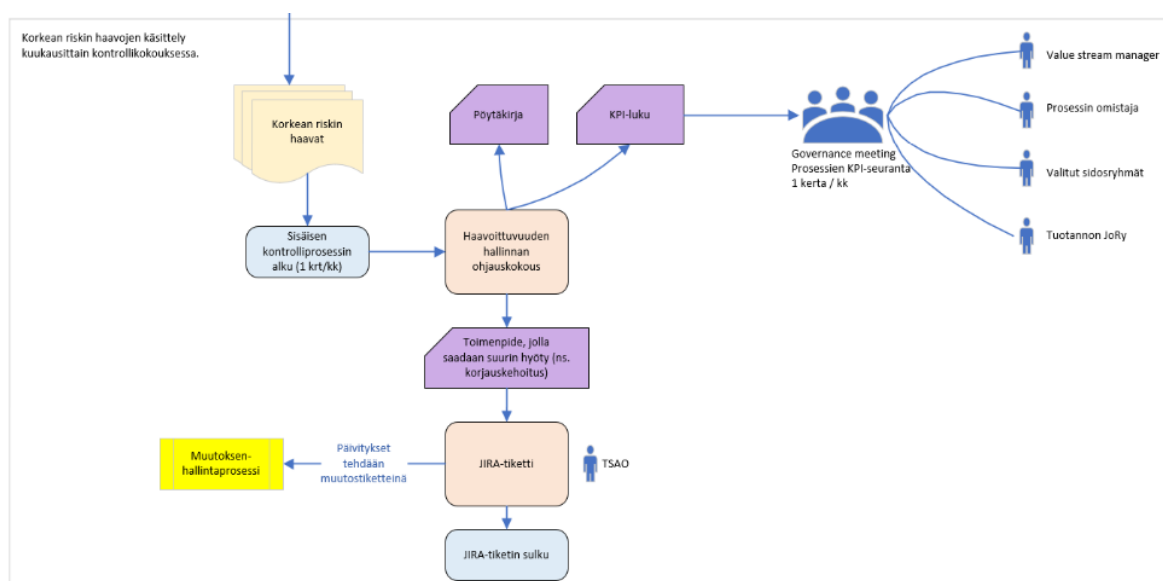 Korkean riskin haavojen käsittely
kuukausittain kontrollikokouksessa.
Korkean riskin
haavat
Pöytäkirja
KPI-luku
Value stream manager
Prosessin omistaja
Valitut sidosryhmät
Tuotannon JoRy
Governance meeting
Prosessien KPI-seuranta
1 kerta / kk
Sisäisen
kontrolliprosessin
alku (1 krt/kk)
Haavoittuvuuden
hallinnan
ohjauskokous
Toimenpide, jolla
saadaan suurin hyöty (ns.
korjauskehoitus)
Muutoksen-
hallintaprosessi
Päivitykset
tehdään
muutostiketteinä
JIRA-tiketti
TSAO
JIRA-tiketin sulku